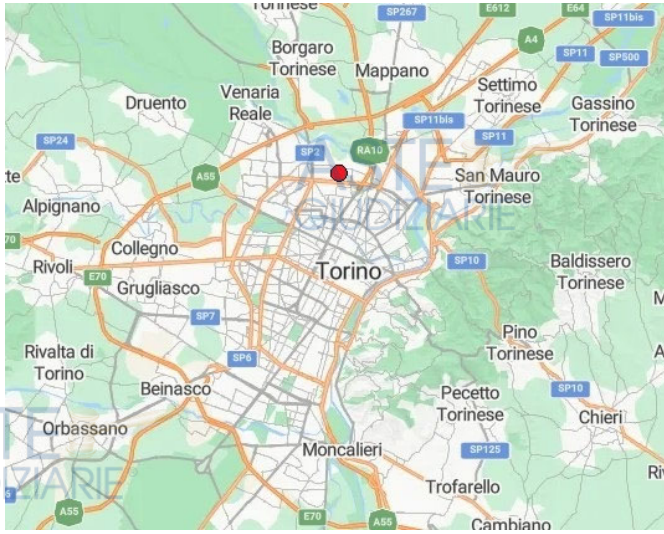 Torinese
SP267
E612
E64
SP11bis
A4
SP11
SP500
Borgaro
Torinese
Mappano
Venaria
Reale
Settimo
Torinese
Druento
Gassino
Torinese
SP11bis
SP24
SP2
RA10
SP11
ASTE
GIUDIZIARIE
A55
San Mauro
Torinese
Alpignano
Collegno
Rivoli
E70
Grugliasco
Torino
SP10
Baldissero
Torinese
SP7
Pino
Torinese
Rivalta di
Torino
SP6
Beinasco
Pecetto
Torinese
SP10
Chieri
Orbassano
Moncalieri
SP125
Trofarello
A55
E70
A55
Cambiano